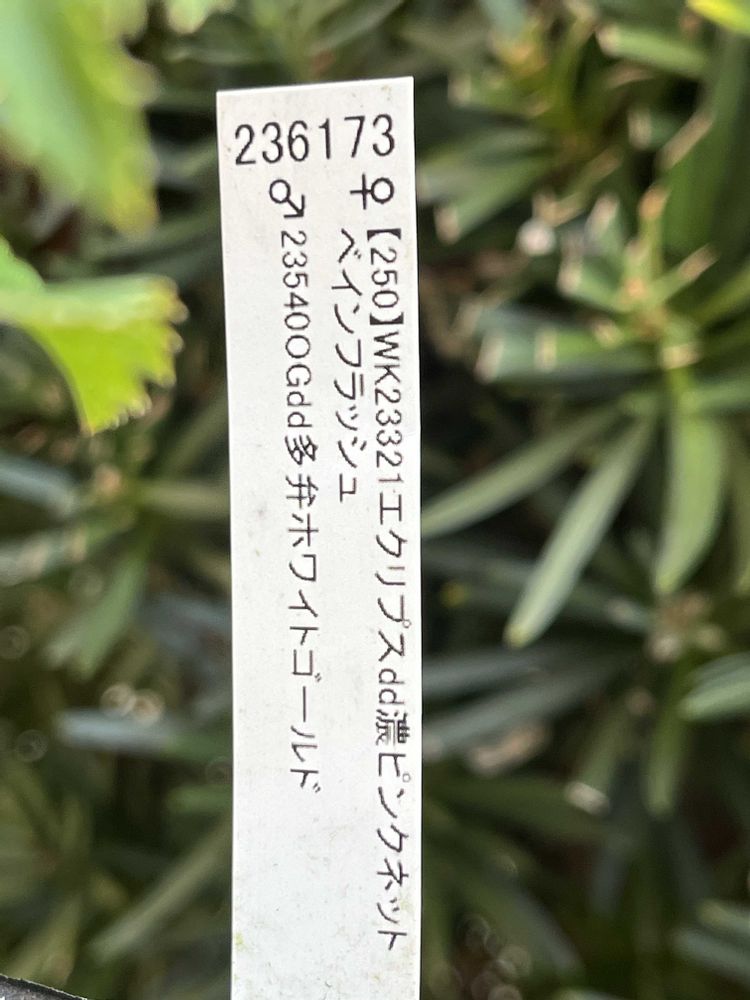 236173
♀【250】WK23321エクリプスdd濃ピンクネット
ベインフラッシュ
♂235400Gdd多弁ホワイトゴールド